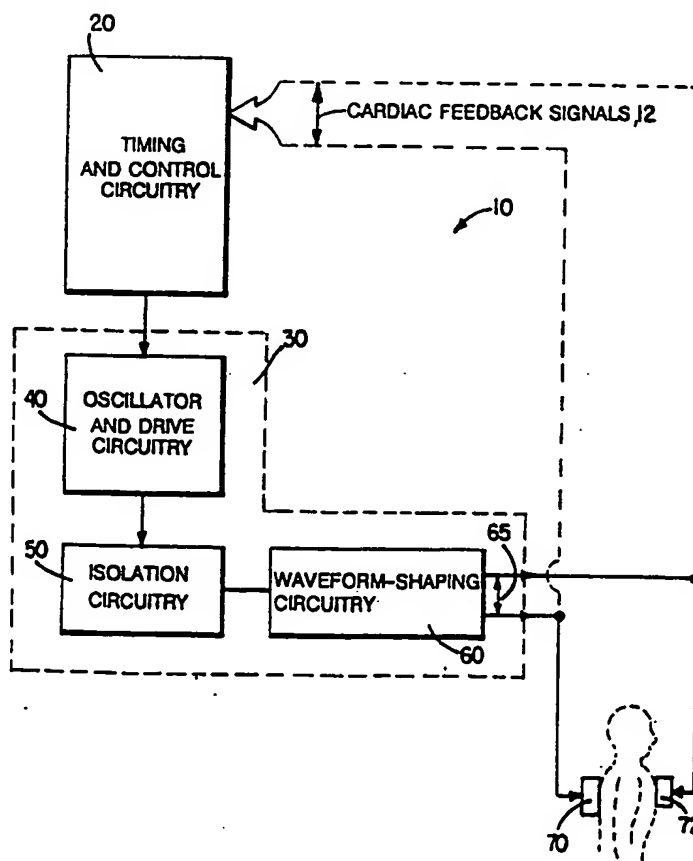 20
TIMING
AND CONTROL
CIRCUITRY
CARDIAC FEEDBACK SIGNALS,12
10
30
40
OSCILLATOR
AND DRIVE
CIRCUITRY
50
ISOLATION
CIRCUITRY
WAVEFORM-SHAPING
CIRCUITRY
60
65
70